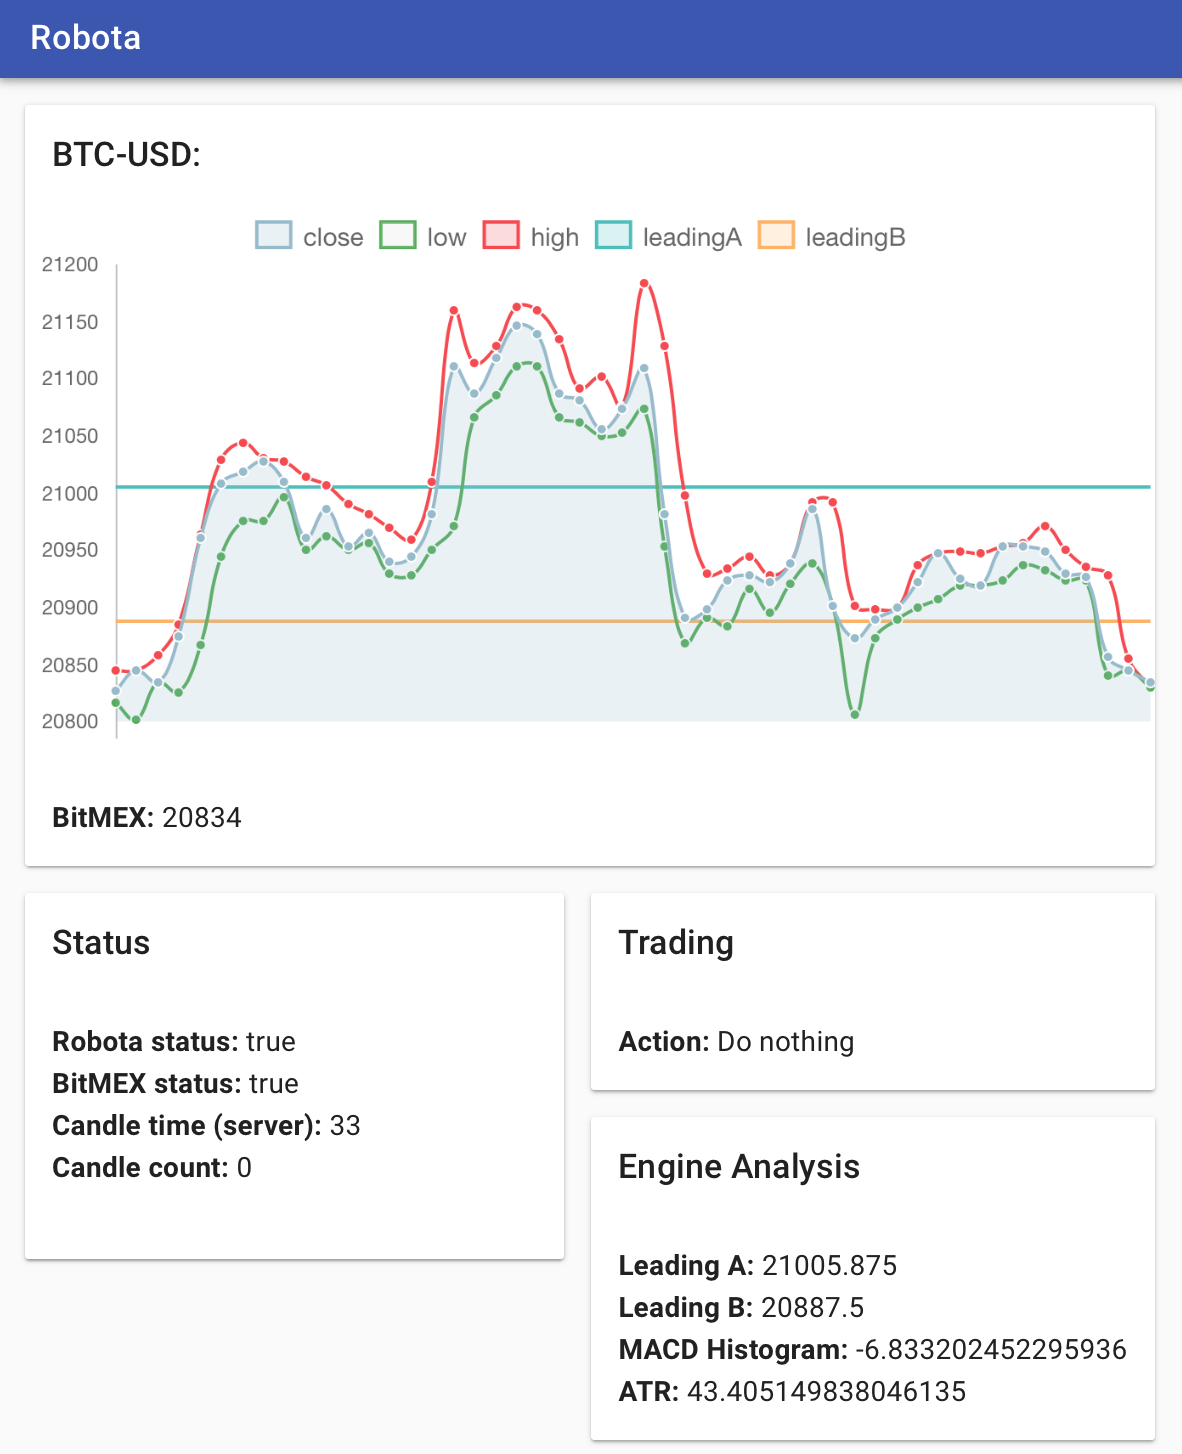 Robota
BTC-USD:
close low high leadingA leadingB
21200
21150
21100
21050
21000
20950
20900
20850
20800
BitMEX: 20834
Status
Robota status: true
BitMEX status: true
Candle time (server): 33
Candle count: 0
Trading
Action: Do nothing
Engine Analysis
Leading A: 21005.875
Leading B: 20887.5
MACD Histogram: -6.833202452295936
ATR: 43.405149838046135